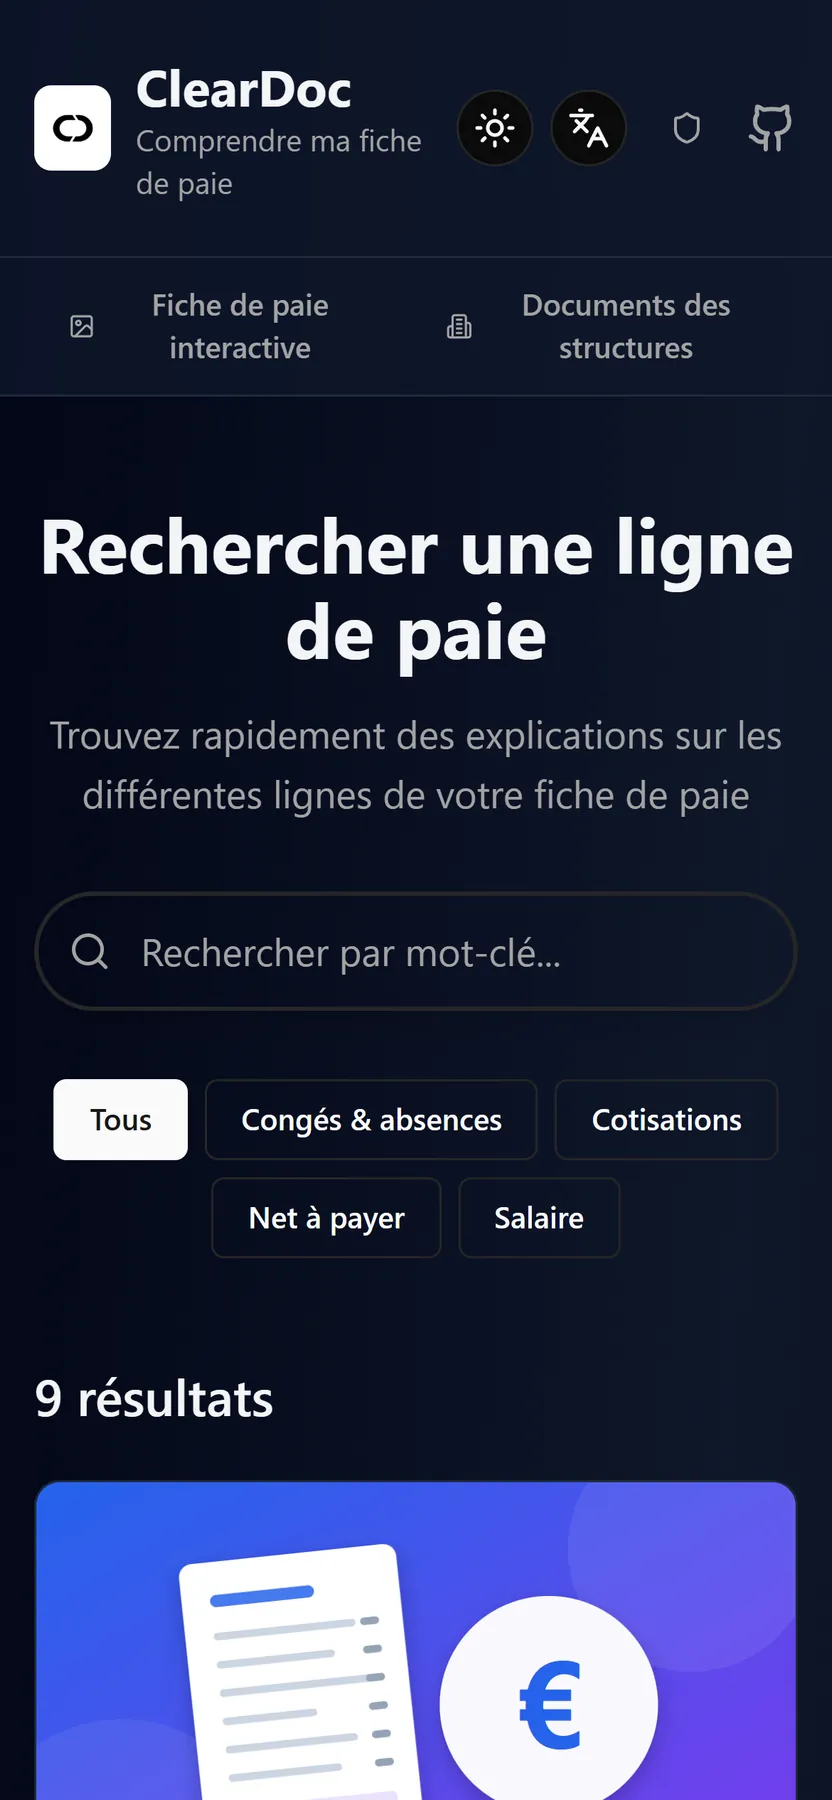 ClearDoc
Comprendre ma fiche
de paie
Fiche de paie
interactive
Documents des
structures
Rechercher une ligne
de paie
Trouvez rapidement des explications sur les
différentes lignes de votre fiche de paie
Rechercher par mot-clé...
Tous
Congés & absences
Cotisations
Net à payer
Salaire
9 résultats
€